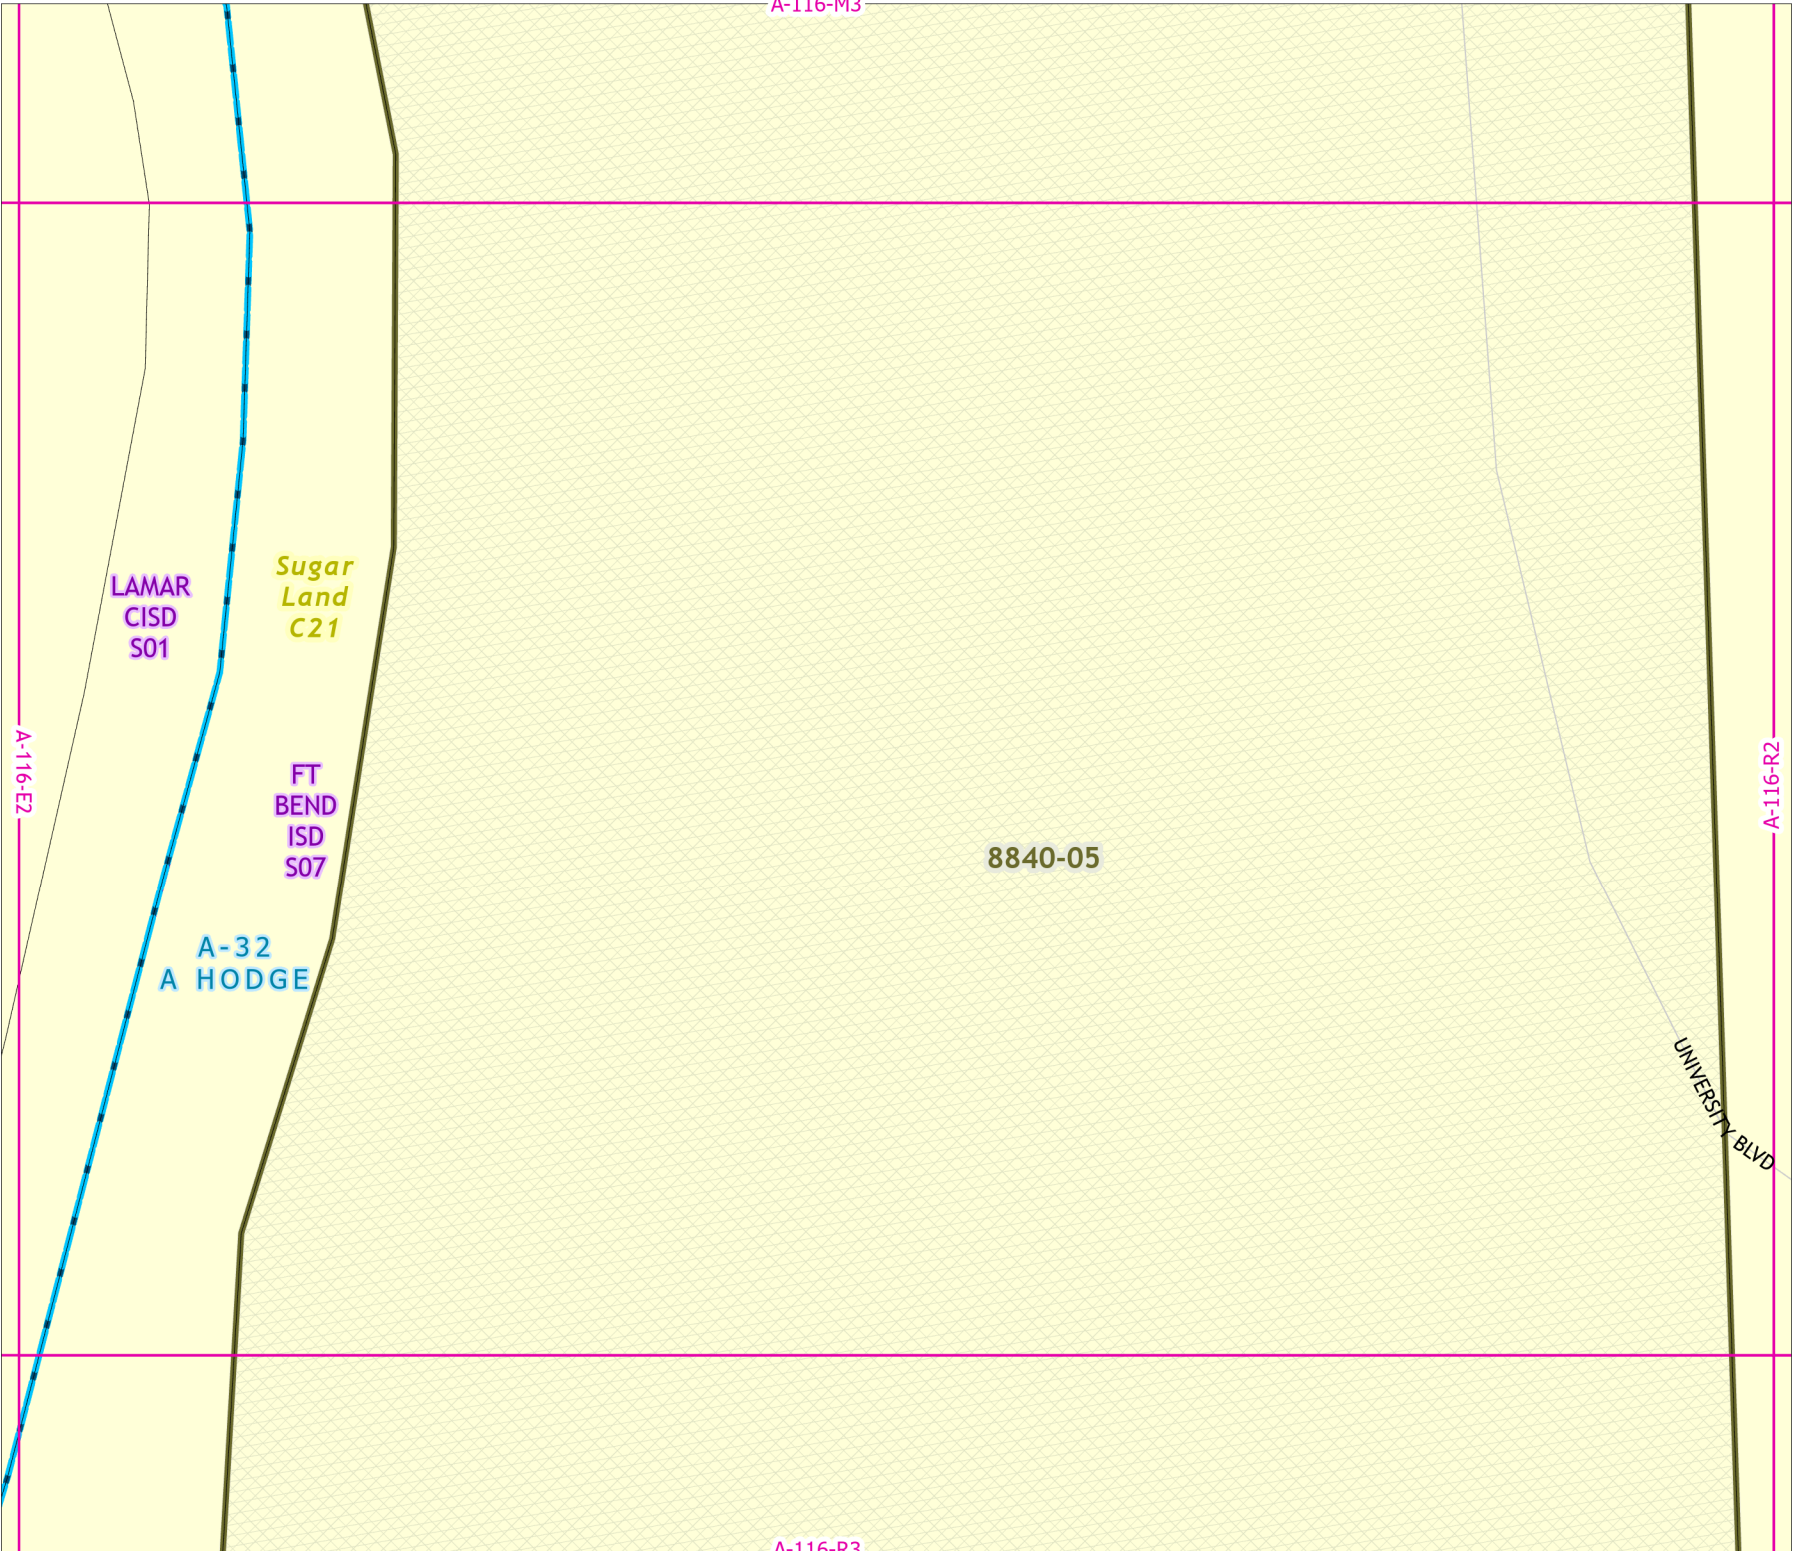 A-116-M3
Sugar
Land
C21
LAMAR
CISD
S01
A-116-E2
A-116-R2
FT
BEND
ISD
S07
8840-05
A-32
A HODGE
UNIVERSITY BLVD
A-116-R3